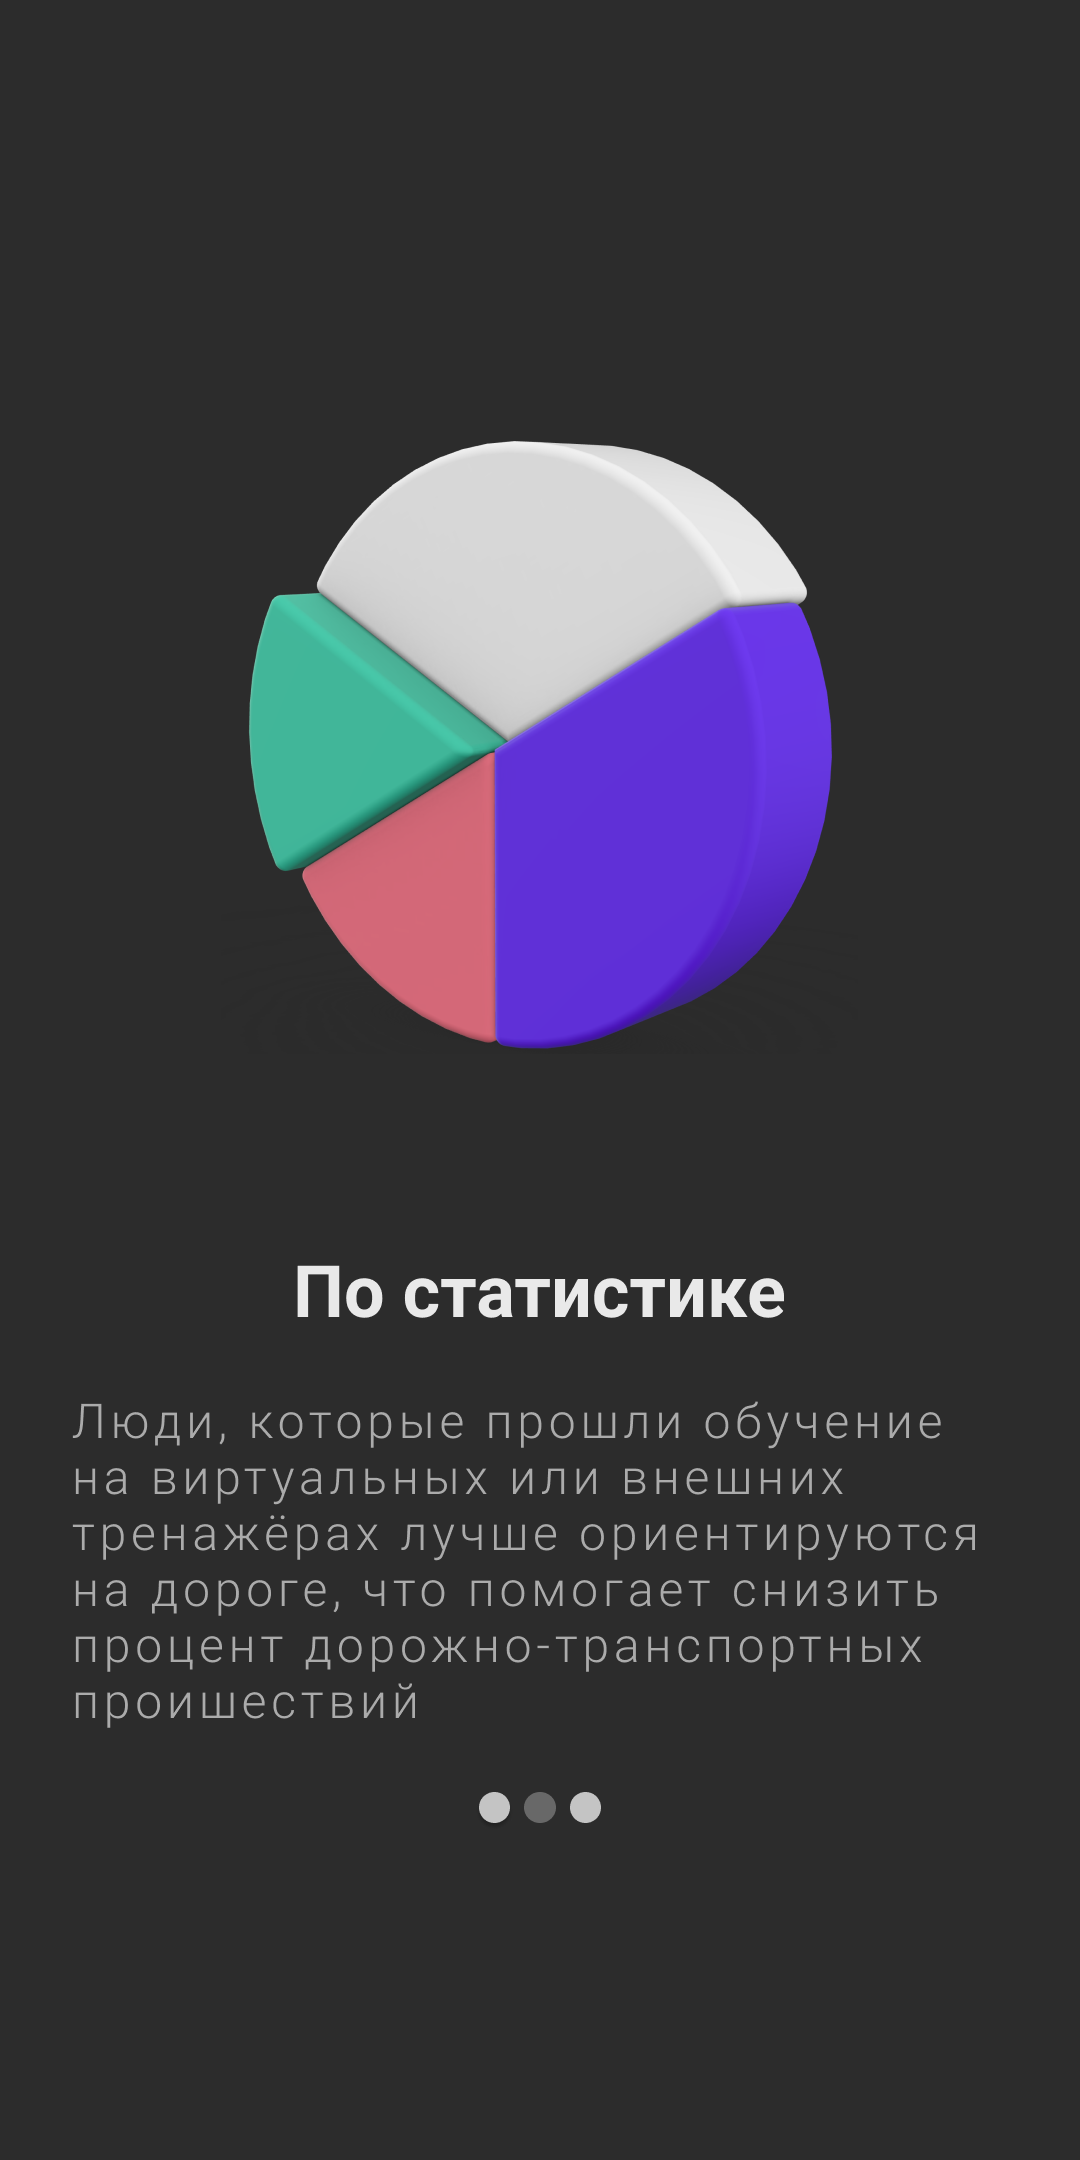 По статистике
Люди, которые прошли обучение
на виртуальных или внешних
тренажёрах лучше ориентируются
на дороге, что помогает снизить
процент дорожно-транспортных
проишествий